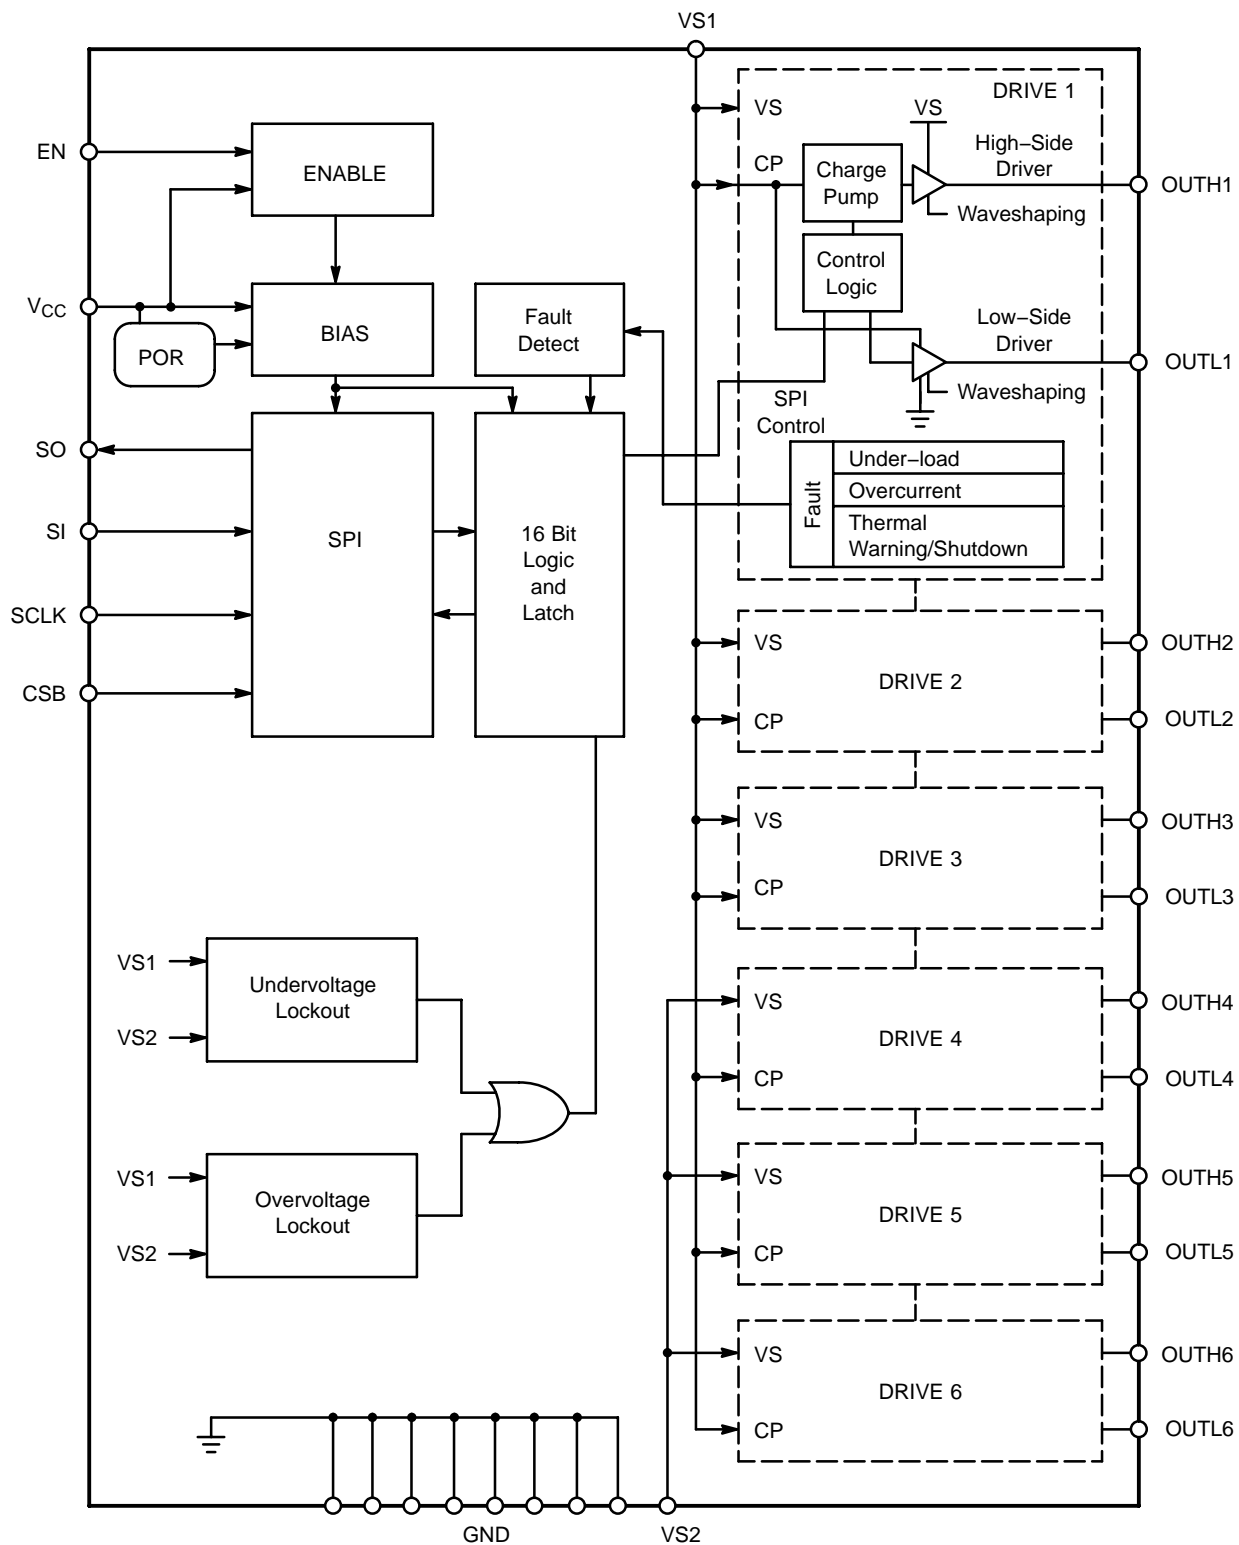 VS1
DRIVE 1
VS
VS
EN
ENABLE
CP
Charge
Pump
High–Side
Driver
OUTH1
Waveshaping
Control
Logic
VCC
POR
BIAS
Fault
Detect
Low–Side
Driver
OUTL1
Waveshaping
SPI
Control
SO
SI
SCLK
CSB
SPI
16 Bit
Logic
and
Latch
Fault
Under–load
Overcurrent
Thermal
Warning/Shutdown
VS
OUTH2
DRIVE 2
CP
OUTL2
VS
OUTH3
DRIVE 3
CP
OUTL3
VS1
VS2
Undervoltage
Lockout
VS
OUTH4
DRIVE 4
CP
OUTL4
VS1
VS2
Overvoltage
Lockout
VS
OUTH5
DRIVE 5
CP
OUTL5
VS
OUTH6
DRIVE 6
CP
OUTL6
GND
VS2